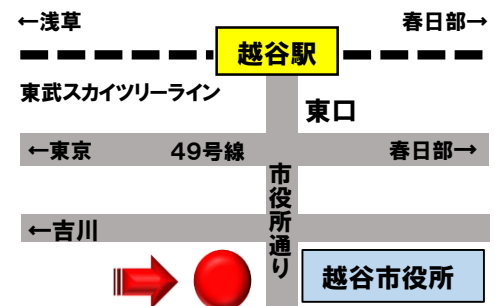 ←浅草
春日部→
越谷駅
東武スカイツリーライン
東口
←東京
49号線
春日部→
市役所通り
←吉川
越谷市役所